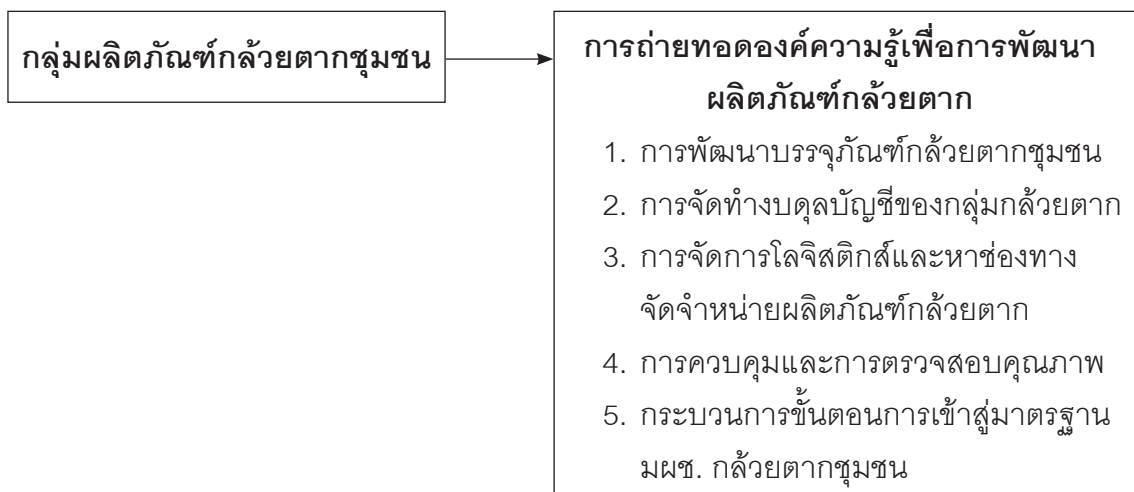 กลุ่มผลิตภัณฑ์กล้วยตากชุมชน
การถ่ายทอดองค์ความรู้เพื่อการพัฒนา
ผลิตภัณฑ์กล้วยตาก
1. การพัฒนาบรรจุภัณฑ์กล้วยตากชุมชน
2. การจัดทำงบดุลบัญชีของกลุ่มกล้วยตาก
3. การจัดการโลจิสติกส์และหาช่องทาง
จัดจำหน่ายผลิตภัณฑ์กล้วยตาก
4. การควบคุมและการตรวจสอบคุณภาพ
5. กระบวนการขั้นตอนการเข้าสู่มาตรฐาน
มผช. กล้วยตากชุมชน